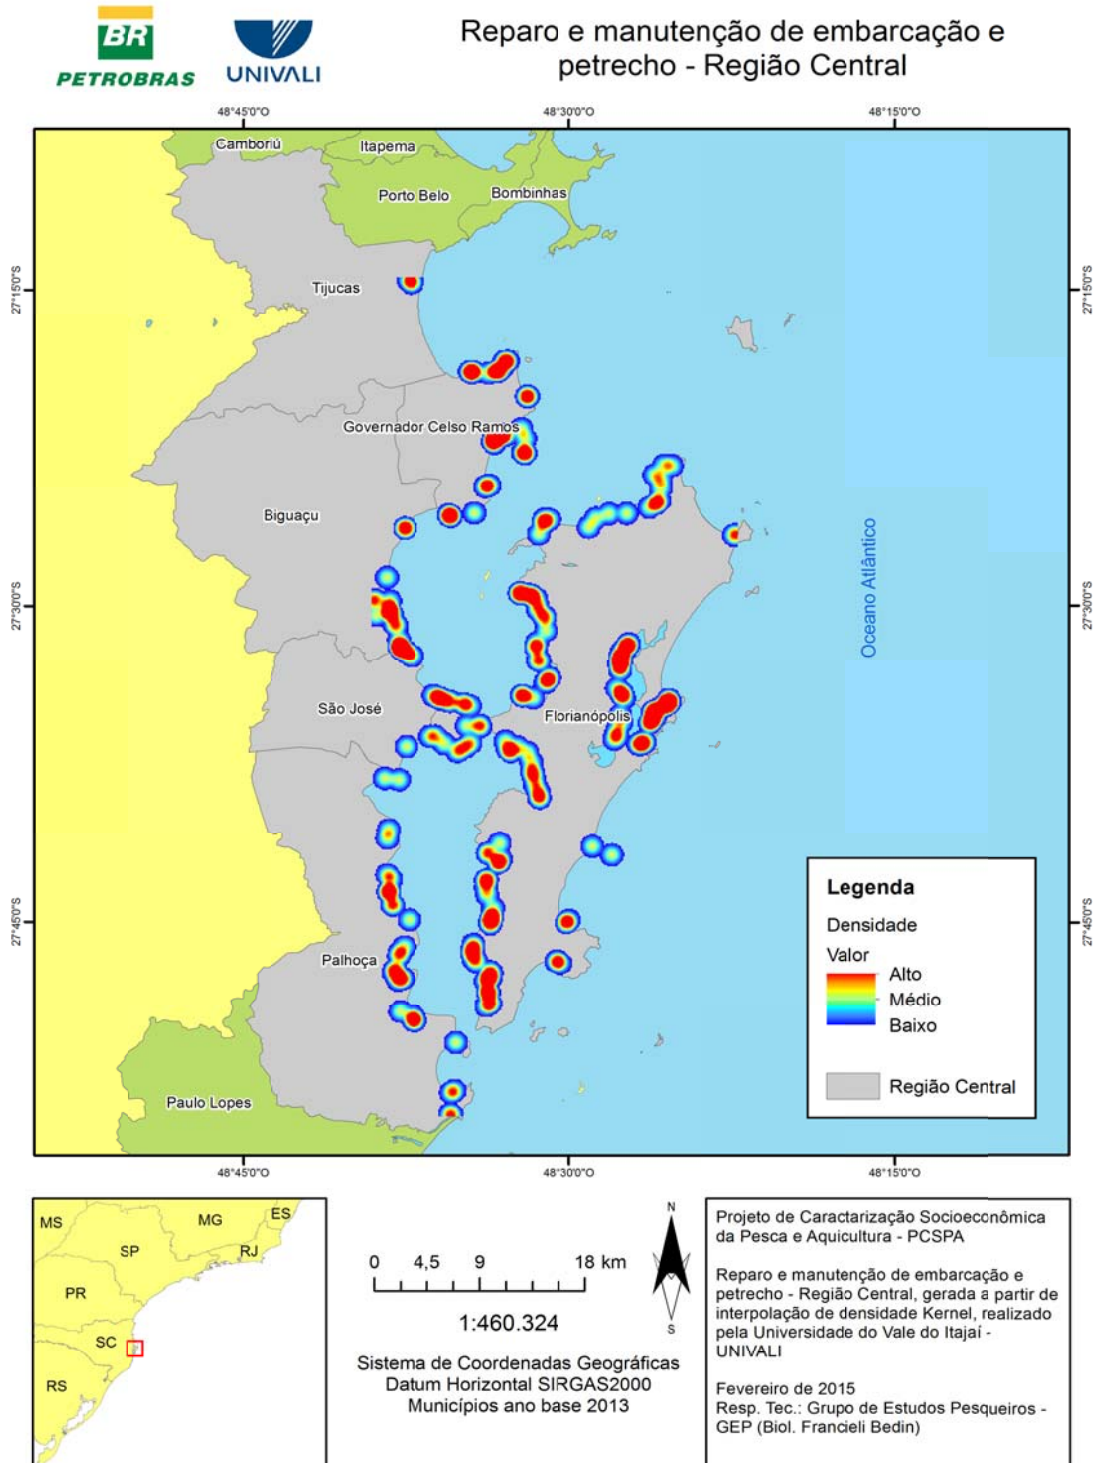 BR
PETROBRAS
UNIVALI
Reparo e manutenção de embarcação e
petrecho - Região Central
48°45'0"O
48°30'0"O
48°15'0"O
Camboriú
Itapema
Porto Belo
Bombinhas
27°15'0"S
27°15'0"S
Tijucas
Governador Celso Ramos
Biguaçu
Oceano Atlântico
27°30'0"S
27°30'0"S
São José
Florianópolis
27°45'0"S
27°45'0"S
Palhoça
Paulo Lopes
Legenda
Densidade
Valor
Alto
Médio
Baixo
Região Central
48°45'0"O
48°30'0"O
48°15'0"O
MS
MG
ES
SP
RJ
PR
SC
RS
0 4,5 9 18 km
1:460.324
Sistema de Coordenadas Geográficas
Datum Horizontal SIRGAS2000
Municípios ano base 2013
N
S
Projeto de Caractarização Socioeconômica
da Pesca e Aquicultura - PCSPA
Reparo e manutenção de embarcação e
petrecho - Região Central, gerada a partir de
interpolação de densidade Kernel, realizado
pela Universidade do Vale do Itajaí -
UNIVALI
Fevereiro de 2015
Resp. Tec.: Grupo de Estudos Pesqueiros -
GEP (Biol. Francieli Bedin)